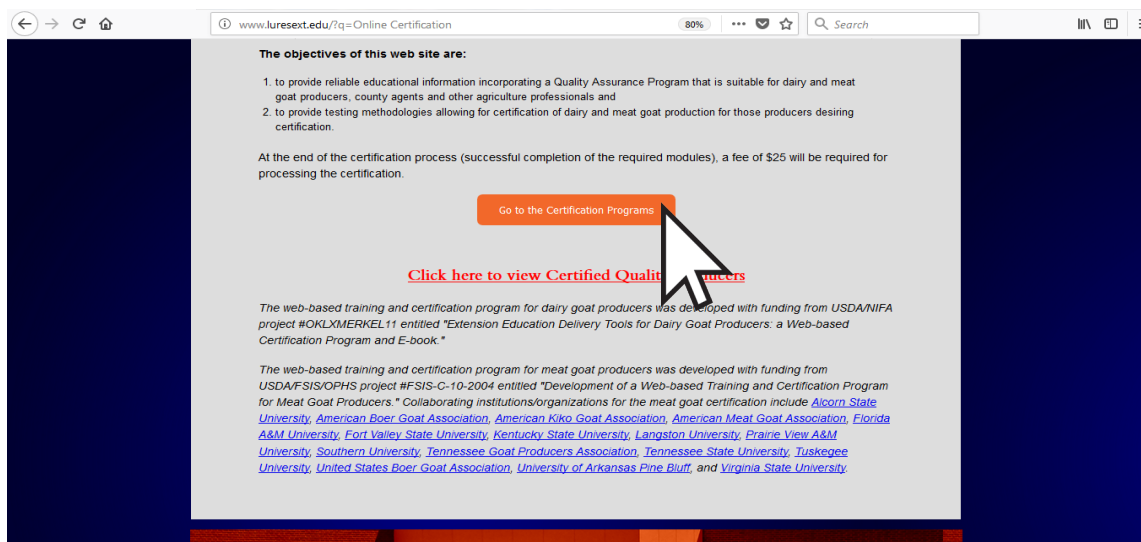 www.luresext.edu/?q=Online Certification
80%
Search
The objectives of this web site are:
1. to provide reliable educational information incorporating a Quality Assurance Program that is suitable for dairy and meat
goat producers, county agents and other agriculture professionals and
2. to provide testing methodologies allowing for certification of dairy and meat goat production for those producers desiring
certification.
At the end of the certification process (successful completion of the required modules), a fee of $25 will be required for
processing the certification.
Go to the Certification Programs
Click here to view Certified Qualit ucers
The web-based training and certification program for dairy goat producers was developed with funding from USDA/NIFA
project #OKLXMERKEL11 entitled "Extension Education Delivery Tools for Dairy Goat Producers: a Web-based
Certification Program and E-book."
The web-based training and certification program for meat goat producers was developed with funding from
USDA/FSIS/OPHS project #FSIS-C-10-2004 entitled "Development of a Web-based Training and Certification Program
for Meat Goat Producers." Collaborating institutions/organizations for the meat goat certification include Alcorn State
University, American Boer Goat Association, American Kiko Goat Association, American Meat Goat Association, Florida
A&M University, Fort Valley State University, Kentucky State University, Langston University, Prairie View A&M
University, Southern University, Tennessee Goat Producers Association, Tennessee State University, Tuskegee
University, United States Boer Goat Association, University of Arkansas Pine Bluff, and Virginia State University.